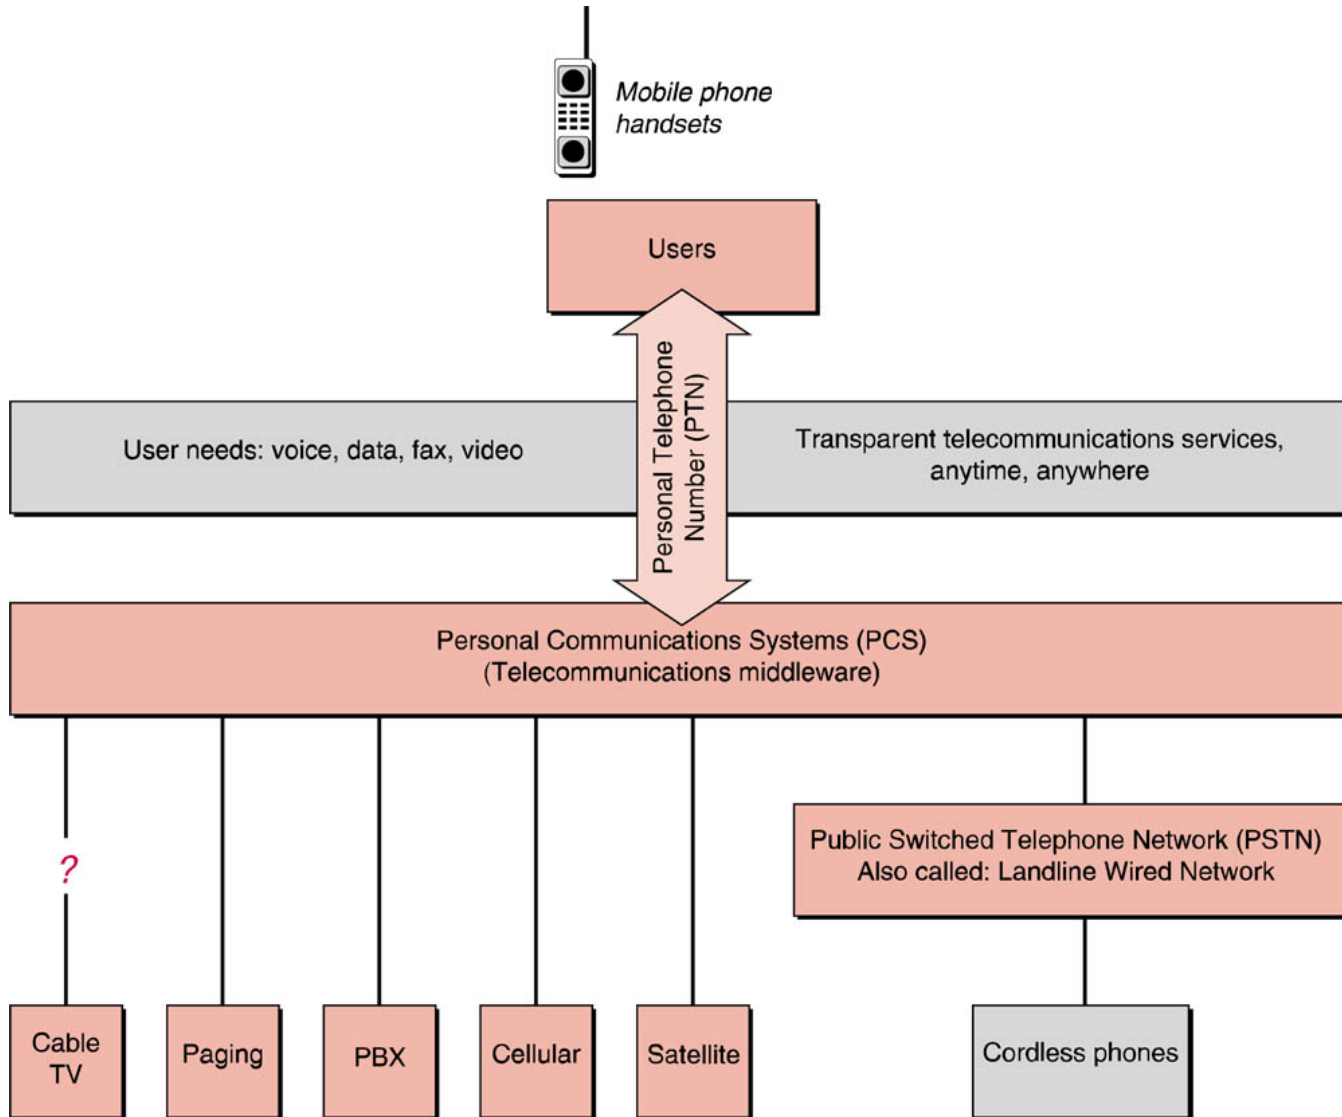 Mobile phone
handsets
Users
Personal Telephone
Number (PTN)
User needs: voice, data, fax, video
Transparent telecommunications services,
anytime, anywhere
Personal Communications Systems (PCS)
(Telecommunications middleware)
?
Public Switched Telephone Network (PSTN)
Also called: Landline Wired Network
Cable
TV
Paging
PBX
Cellular
Satellite
Cordless phones